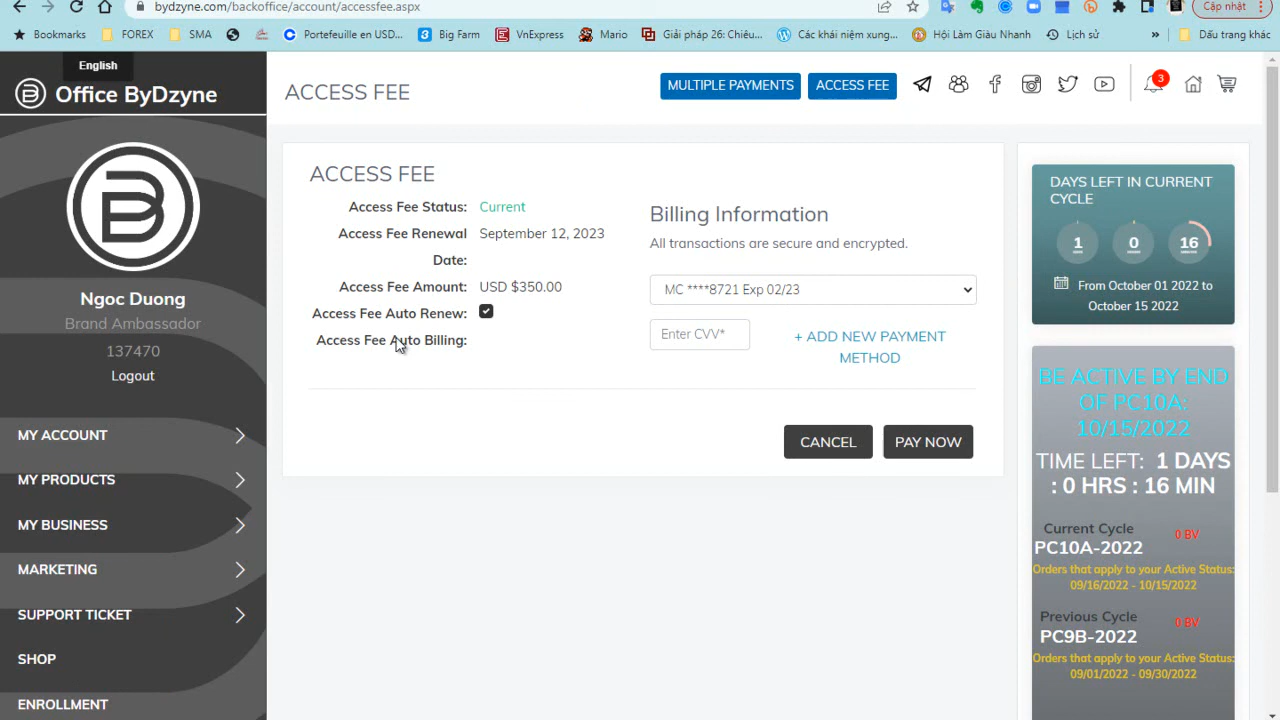 bydzyne.com/backoffice/account/accessfee.aspx
Cập nhật
Bookmarks FOREX SMA Portefeuille en USD... Big Farm VnExpress Mario Giải pháp 26: Chiêu... Các khái niệm xung... Hội Làm Giàu Nhanh Lịch sử » Dấu trang khác
English
Office ByDzyne
Ngoc Duong
Brand Ambassador
137470
Logout
MY ACCOUNT
MY PRODUCTS
MY BUSINESS
MARKETING
SUPPORT TICKET
SHOP
ENROLLMENT
ACCESS FEE
MULTIPLE PAYMENTS ACCESS FEE
3
ACCESS FEE
Access Fee Status: Current
Access Fee Renewal September 12, 2023
Date:
Access Fee Amount: USD $350.00
Access Fee Auto Renew:
Access Fee Auto Billing:
Billing Information
All transactions are secure and encrypted.
MC ****8721 Exp 02/23
Enter CVV*
+ ADD NEW PAYMENT
METHOD
CANCEL PAY NOW
DAYS LEFT IN CURRENT
CYCLE
1 0 16
From October 01 2022 to
October 15 2022
BE ACTIVE BY END
OF PC10A:
10/15/2022
TIME LEFT: 1 DAYS
: 0 HRS : 16 MIN
Current Cycle 0 BV
PC10A-2022
Orders that apply to your Active Status:
09/16/2022 - 10/15/2022
Previous Cycle 0 BV
PC9B-2022
Orders that apply to your Active Status:
09/01/2022 - 09/30/2022